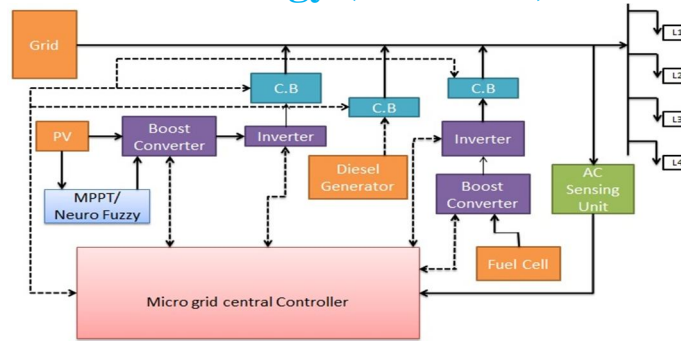 Grid
L1
L2
L3
L4
C.B
C.B
C.B
PV
Boost
Converter
Inverter
Inverter
Diesel
Generator
AC
Sensing
Unit
MPPT/
Neuro Fuzzy
Boost
Converter
Fuel Cell
Micro grid central Controller